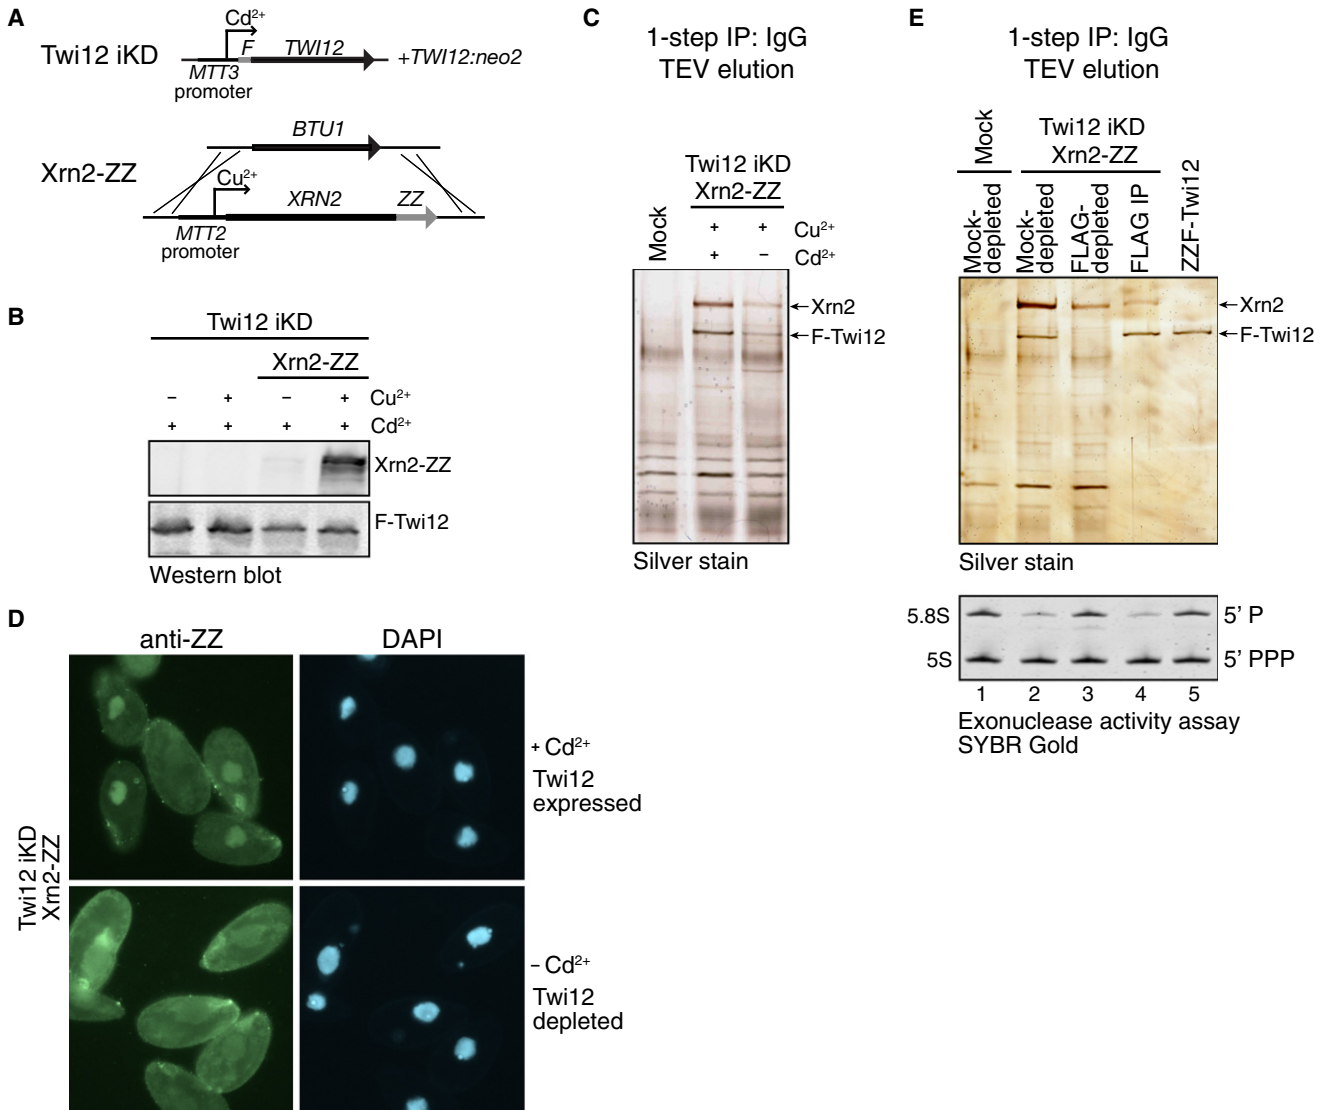 A
Twi12 iKD
Cd2+
F
TWI12
+TWI12:neo2
MTT3
promoter
BTU1
Xrn2-ZZ
Cu2+
XRN2
ZZ
MTT2
promoter
B
Twi12 iKD
Xrn2-ZZ
− + − + Cu2+
+ + + + Cd2+
Xrn2-ZZ
F-Twi12
Western blot
C
1-step IP: IgG
TEV elution
Mock
Twi12 iKD
Xrn2-ZZ
+ + Cu2+
+ − Cd2+
Xrn2
F-Twi12
Silver stain
D
anti-ZZ
DAPI
Twi12 iKD
Xrn2-ZZ
+ Cd2+
Twi12
expressed
− Cd2+
Twi12
depleted
E
1-step IP: IgG
TEV elution
Mock
Twi12 iKD
Xrn2-ZZ
Mock-
depleted
Mock-
depleted
FLAG-
depleted
FLAG IP
ZZF-Twi12
Xrn2
F-Twi12
Silver stain
5.8S
5' P
5S
5' PPP
1 2 3 4 5
Exonuclease activity assay
SYBR Gold